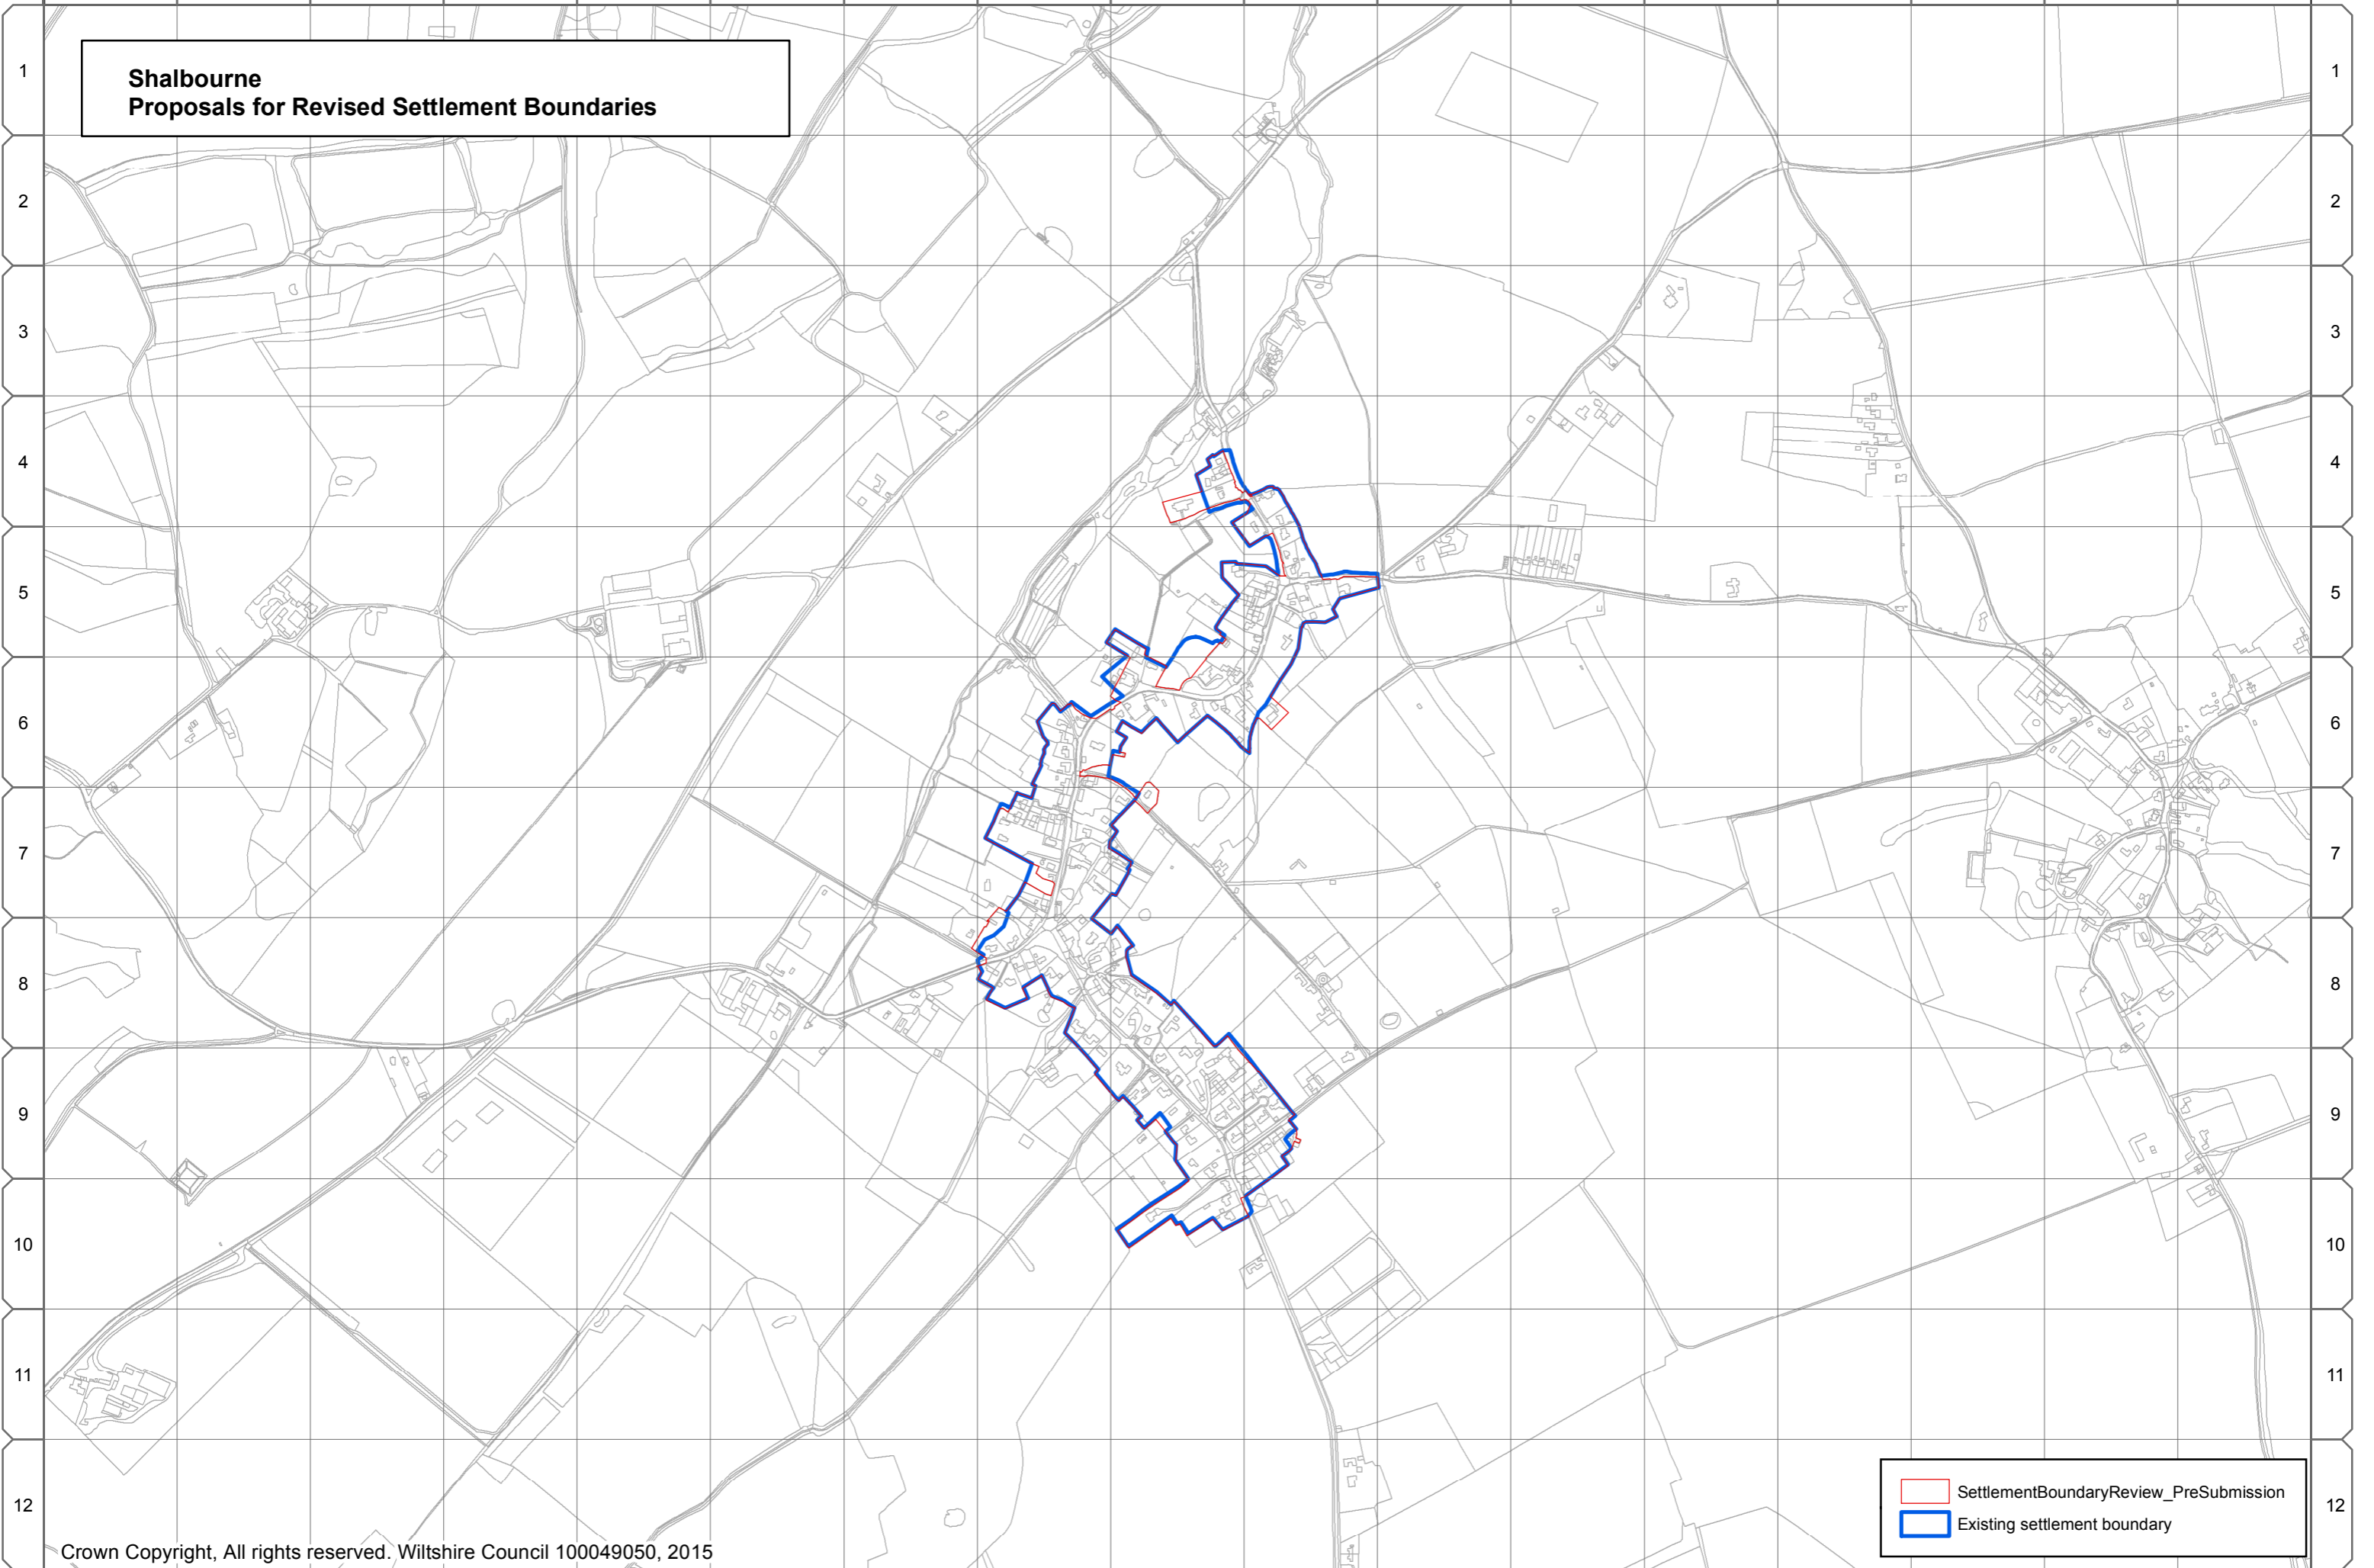 Shalbourne
Proposals for Revised Settlement Boundaries
1 1
2 2
3 3
4 4
5 5
6 6
7 7
8 8
9 9
10 10
11 11
12 12
SettlementBoundaryReview_PreSubmission
Existing settlement boundary
Crown Copyright, All rights reserved. Wiltshire Council 100049050, 2015